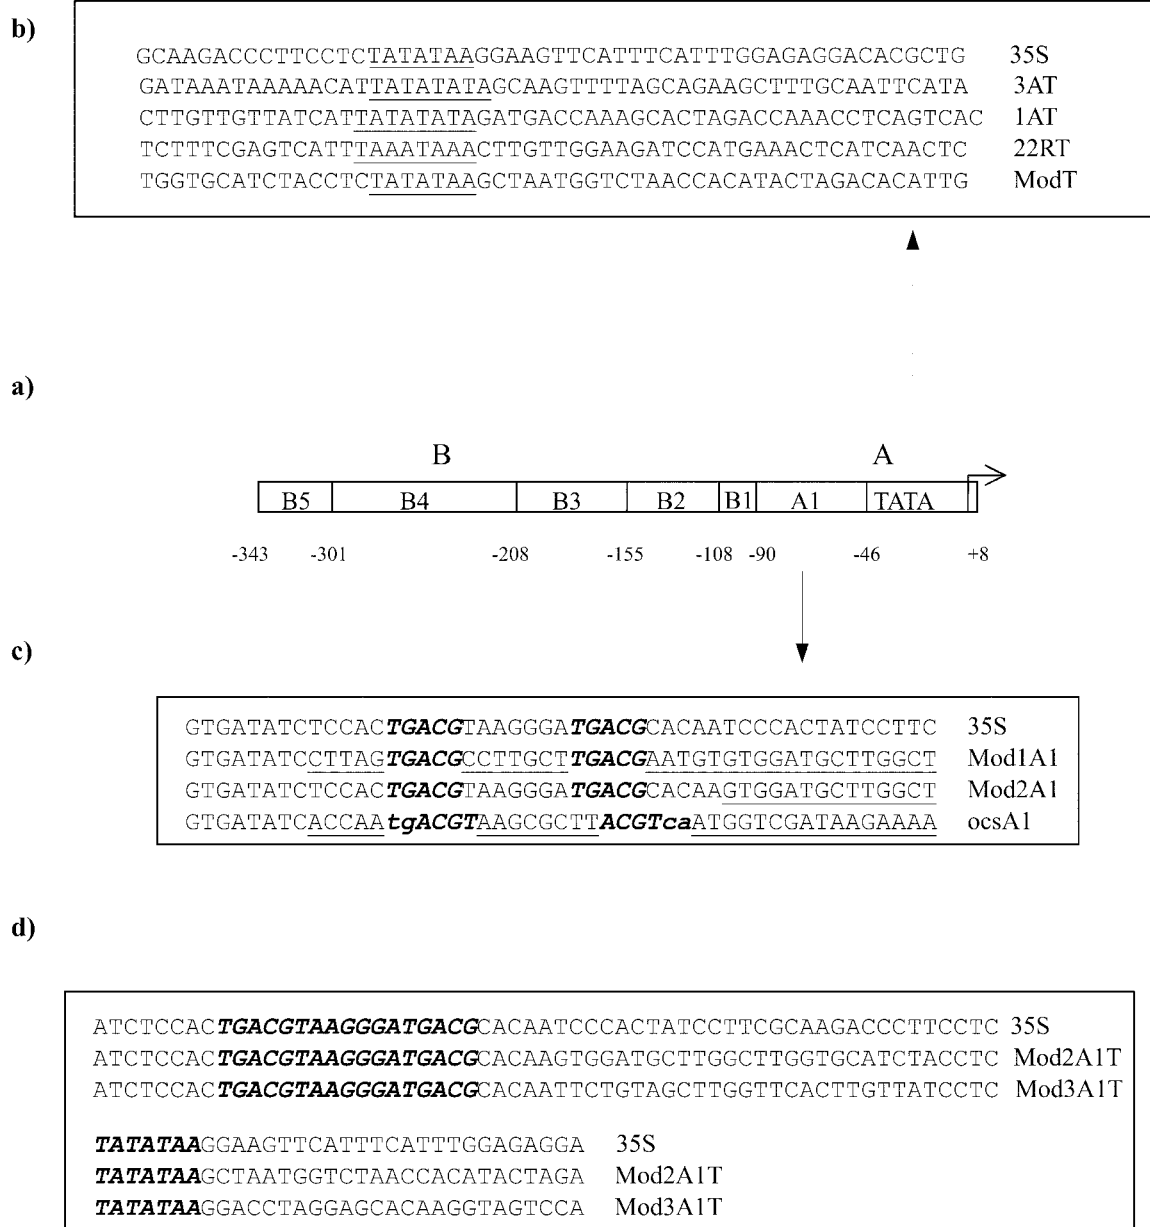 b)
GCAAGACCCTTCCTCTATATAAGGAAGTTCATTTCATTTGGAGAGGACACGCTG 35S
GATAAATAAAAACATTATATATAGCAAGTTTTAGCAGAAGCTTTGCAATTCATA 3AT
CTTGTTGTTATCATTATATATAGATGACCAAAGCACTAGACCAAACCTCAGTCAC 1AT
TCTTTCGAGTCATTTAAATAAACTTGTTGGAAGATCCATGAAACTCATCAACTC 22RT
TGGTGCATCTACCTCTATATAAGCTAATGGTCTAACCACATACTAGACACATTG ModT
a)
B A
B5 B4 B3 B2 B1 A1 TATA
-343 -301 -208 -155 -108 -90 -46 +8
c)
GTGATATCTCCACTGACGTAAGGGATGACGCACAATCCCACTATCCTTC 35S
GTGATATCCTTAGTGACGCCTTGCTTGACGAATGTGTGGATGCTTGGCT Mod1A1
GTGATATCTCCACTGACGTAAGGGATGACGCACAAGTGGATGCTTGGCT Mod2A1
GTGATATCACCAAtgACGTAAGCGCTTACGTcaATGGTCGATAAGAAAA ocsA1
d)
ATCTCCACTGACGTAAGGGATGACGCACAATCCCACTATCCTTCGCAAGACCCTTCCTC 35S
ATCTCCACTGACGTAAGGGATGACGCACAAGTGGATGCTTGGCTTGGTGCATCTACCTC Mod2A1T
ATCTCCACTGACGTAAGGGATGACGCACAATTCTGTAGCTTGGTTCACTTGTTATCCTC Mod3A1T
TATATAAGGAAGTTCATTTCATTTGGAGAGGA 35S
TATATAAGCTAATGGTCTAACCACATACTAGA Mod2A1T
TATATAAGGACCTAGGAGCACAAGGTAGTCCA Mod3A1T